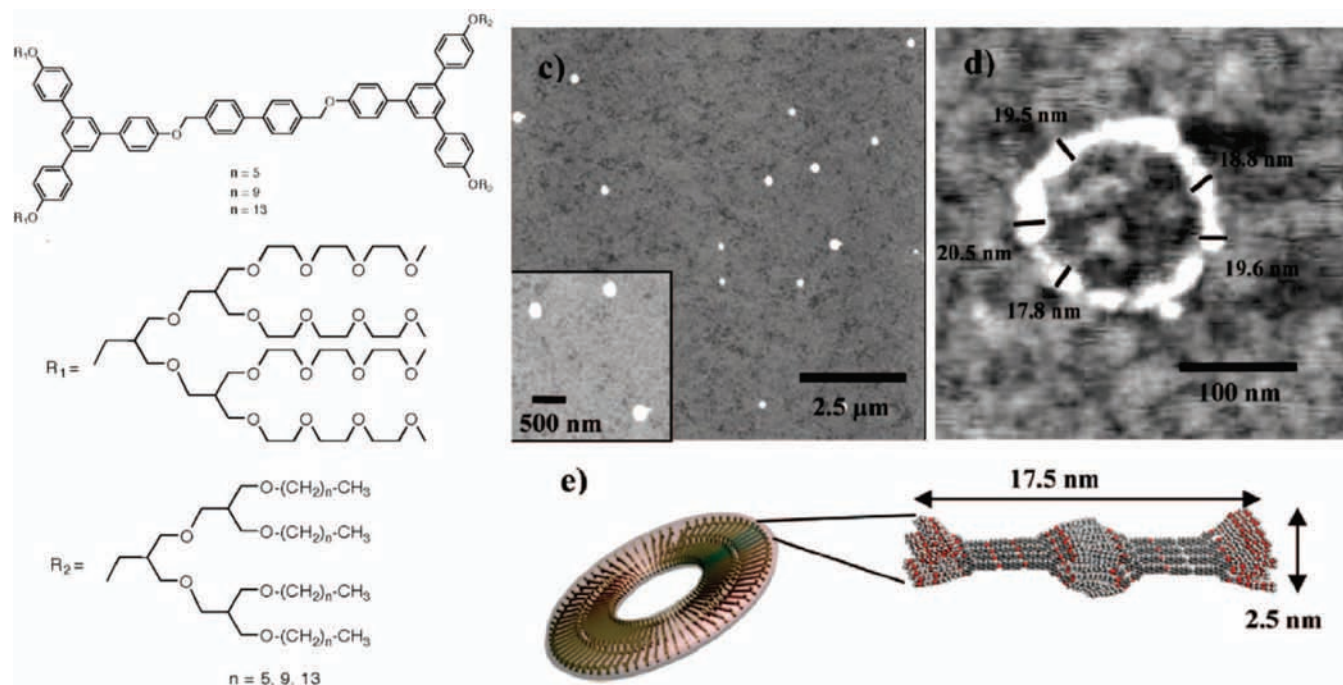 R₁O
OR₂
O
O
R₁O
OR₂
n = 5
n = 9
n = 13
O O O O
O
O O O O
R₁ =
O O O O
O
O O O O
O-(CH₂)ₙ-CH₃
O
O-(CH₂)ₙ-CH₃
R₂ =
O-(CH₂)ₙ-CH₃
O
O-(CH₂)ₙ-CH₃
n = 5, 9, 13
c)
500 nm
2.5 µm
d)
19.5 nm
18.8 nm
20.5 nm
19.6 nm
17.8 nm
100 nm
e)
17.5 nm
2.5 nm